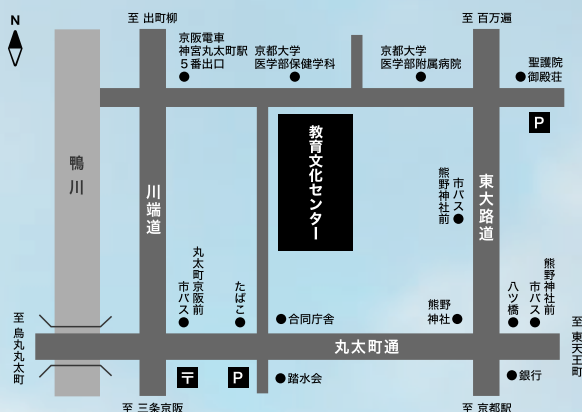 N
至 出町柳
至 百万遍
京阪電車
神宮丸太町駅
5番出口
京都大学
医学部保健学科
京都大学
医学部附属病院
聖護院
御殿荘
P
鴨川
川端道
教育文化センター
東大路道
市バス
熊野神社前
丸太町京阪前
市バス
たばこ
合同庁舎
熊野
神社
八ツ橋
熊野神社前
市バス
至 烏丸丸太町
丸太町通
至 東天王町
〒
P
踏水会
銀行
至 三条京阪
至 京都駅